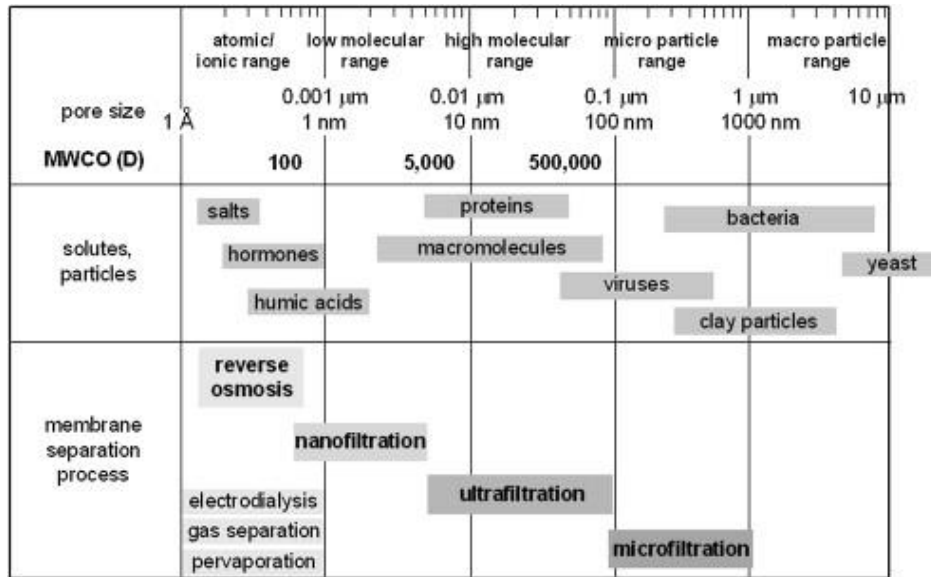 atomic/ ionic range
low molecular range
high molecular range
micro particle range
macro particle range
pore size
1 Å
0.001 µm
1 nm
0.01 µm
10 nm
0.1 µm
100 nm
1 µm
1000 nm
10 µm
MWCO (D)
100
5,000
500,000
solutes,
particles
salts
proteins
bacteria
hormones
macromolecules
yeast
humic acids
viruses
clay particles
membrane
separation
process
reverse
osmosis
nanofiltration
electrodialysis
ultrafiltration
gas separation
microfiltration
pervaporation